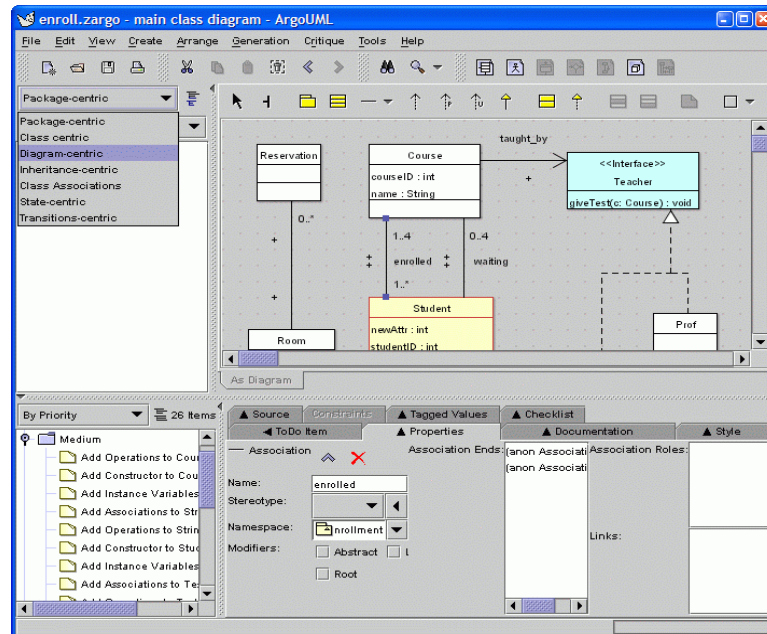 enroll.zargo - main class diagram - ArgoUML
File Edit View Create Arrange Generation Critique Tools Help
Package-centric
Package-centric
Class centric
Diagram-centric
Inheritance-centric
Class Associations
State-centric
Transitions-centric
Reservation
Course
courseID : int
name : String
taught_by
+
<<Interface>>
Teacher
giveTest(c: Course) : void
0..*
+
+
1..4
0..4
+
+
enrolled
+
+
waiting
1..*
Student
newAttr : int
studentID : int
Room
Prof
As Diagram
By Priority
26 Items
Medium
Add Operations to Cour
Add Constructor to Cou
Add Instance Variables
Add Associations to Str
Add Operations to Strin
Add Constructor to Stud
Add Instance Variables
Add Associations to Te
Source Constraints Tagged Values Checklist
ToDo Item Properties Documentation Style
Association
Name: enrolled
Stereotype:
Namespace: nrollment
Modifiers: Abstract
Root
Association Ends:
(anon Associati
(anon Associati
Association Roles:
Links: